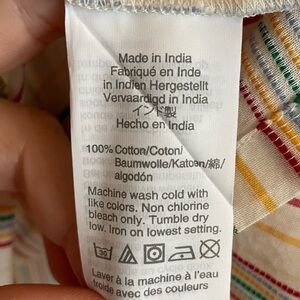 Made in India
Fabriqué en Inde
in Indien Hergestellt
Vervaardigd in India
インド製
Hecho en India
100% Cotton/Coton/
Baumwolle/Katoen/綿/
algodón
Machine wash cold with
like colors. Non chlorine
bleach only. Tumble dry
low. Iron on lowest setting.
30
Laver à la machine à l'eau
froide avec des couleurs